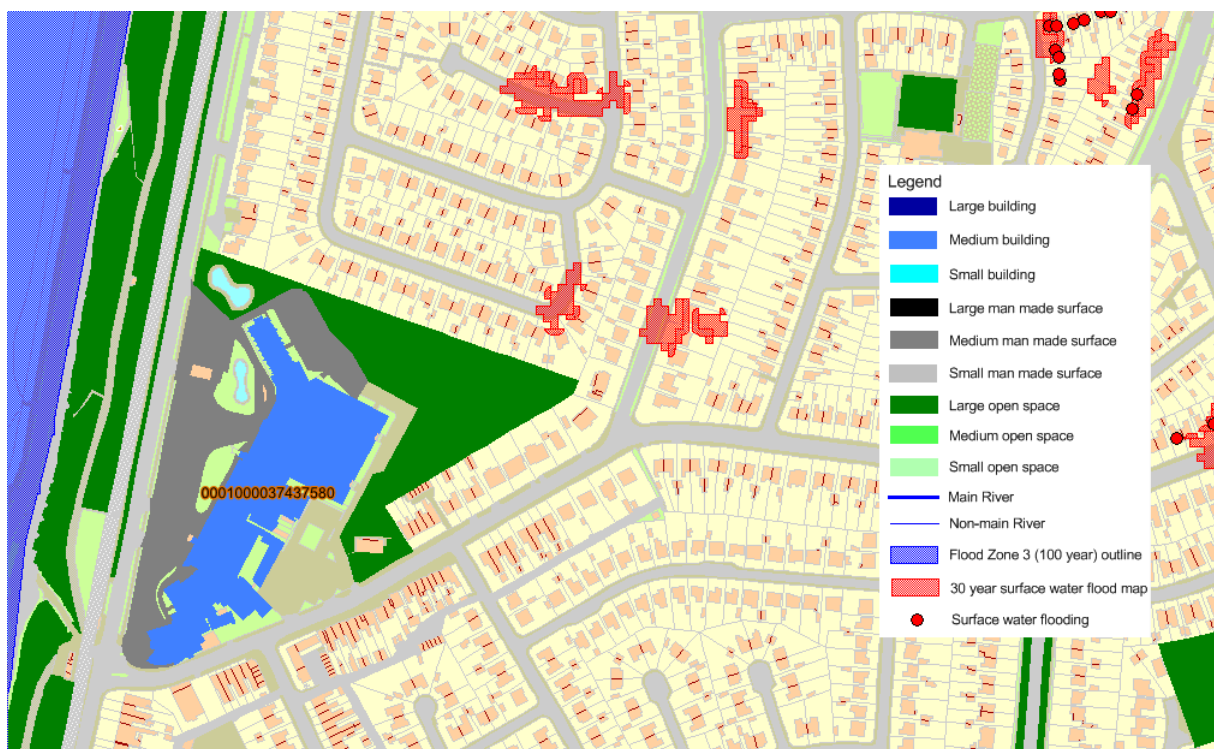 Legend
Large building
Medium building
Small building
Large man made surface
Medium man made surface
Small man made surface
Large open space
Medium open space
Small open space
Main River
Non-main River
Flood Zone 3 (100 year) outline
30 year surface water flood map
Surface water flooding
0001000037437580